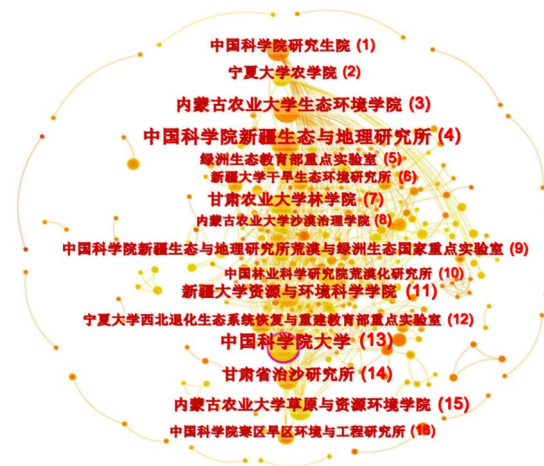 中国科学院研究生院 (1)
宁夏大学农学院 (2)
内蒙古农业大学生态环境学院 (3)
中国科学院新疆生态与地理研究所 (4)
绿洲生态教育部重点实验室 (5)
新疆大学干旱生态环境研究所 (6)
甘肃农业大学林学院 (7)
内蒙古农业大学沙漠治理学院 (8)
中国科学院新疆生态与地理研究所荒漠与绿洲生态国家重点实验室 (9)
中国林业科学研究院荒漠化研究所 (10)
新疆大学资源与环境科学学院 (11)
宁夏大学西北退化生态系统恢复与重建教育部重点实验室 (12)
中国科学院大学 (13)
甘肃省治沙研究所 (14)
内蒙古农业大学草原与资源环境学院 (15)
中国科学院寒区旱区环境与工程研究所 (16)